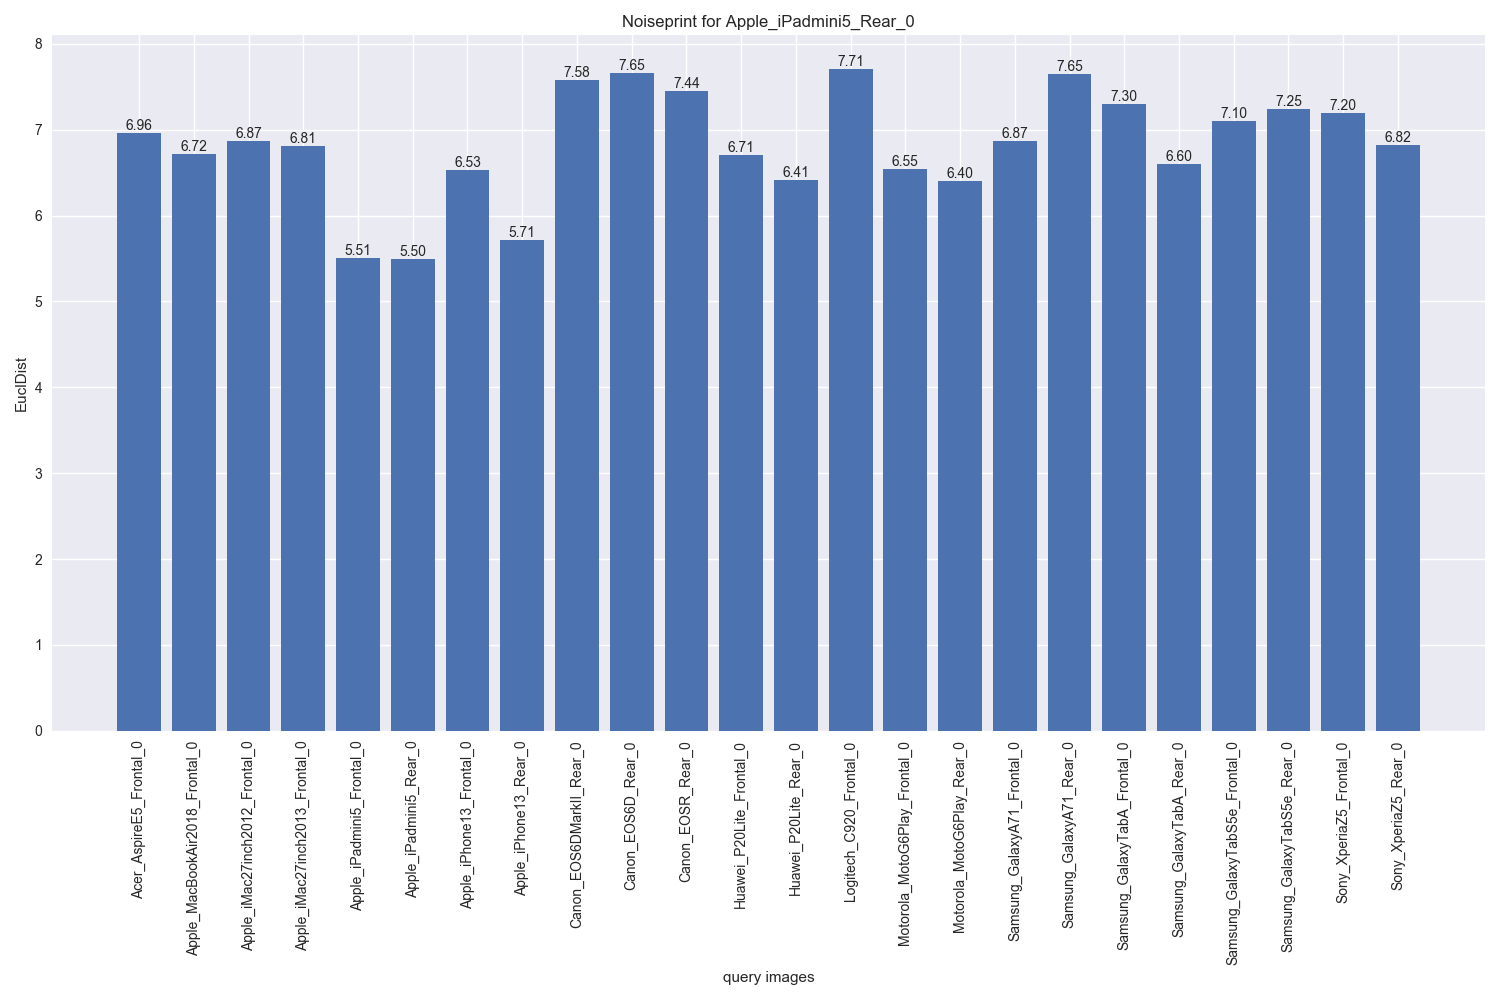 Noiseprint for Apple_iPadmini5_Rear_0
EuclDist
8
7
6
5
4
3
2
1
0
6.96
6.72
6.87
6.81
5.51
5.50
6.53
5.71
7.58
7.65
7.44
6.71
6.41
7.71
6.55
6.40
6.87
7.65
7.30
6.60
7.10
7.25
7.20
6.82
Acer_AspireE5_Frontal_0
Apple_MacBookAir2018_Frontal_0
Apple_iMac27inch2012_Frontal_0
Apple_iMac27inch2013_Frontal_0
Apple_iPadmini5_Frontal_0
Apple_iPadmini5_Rear_0
Apple_iPhone13_Frontal_0
Apple_iPhone13_Rear_0
Canon_EOS6DMarkII_Rear_0
Canon_EOS6D_Rear_0
Canon_EOSR_Rear_0
Huawei_P20Lite_Frontal_0
Huawei_P20Lite_Rear_0
Logitech_C920_Frontal_0
Motorola_MotoG6Play_Frontal_0
Motorola_MotoG6Play_Rear_0
Samsung_GalaxyA71_Frontal_0
Samsung_GalaxyA71_Rear_0
Samsung_GalaxyTabA_Frontal_0
Samsung_GalaxyTabA_Rear_0
Samsung_GalaxyTabS5e_Frontal_0
Samsung_GalaxyTabS5e_Rear_0
Sony_XperiaZ5_Frontal_0
Sony_XperiaZ5_Rear_0
query images